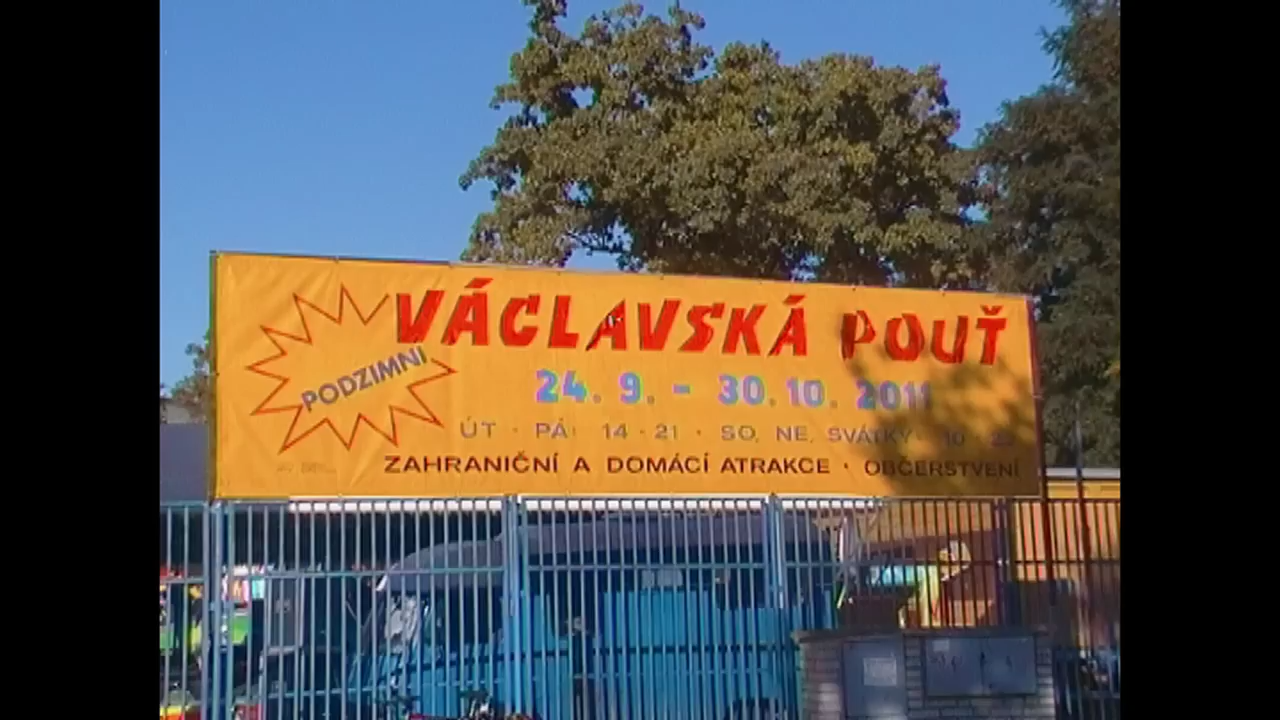 VÁCLAVSKÁ POUŤ
PODZIMNÍ
24. 9. - 30. 10. 2011
ÚT - PÁ: 14 - 21 · SO, NE, SVÁTKY
ZAHRANIČNÍ A DOMÁCÍ ATRAKCE · OBČERSTVENÍ